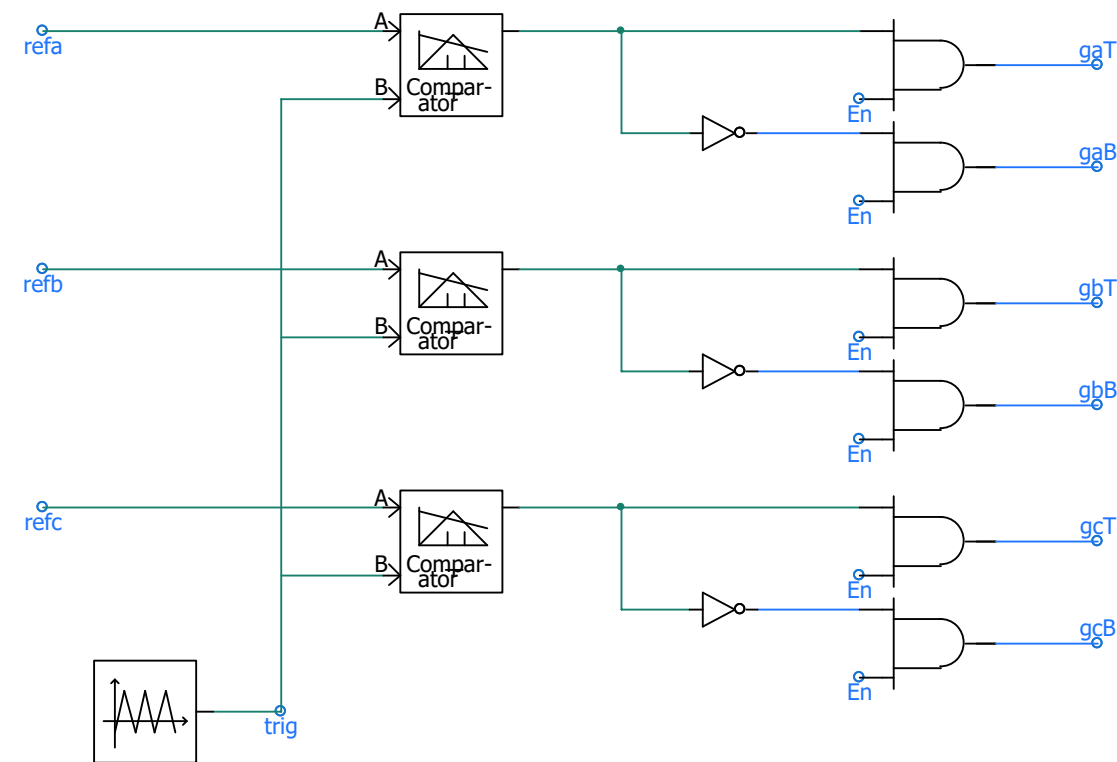 A
refa
B
Compar-
ator
En
gaT
En
gaB
A
refb
B
Compar-
ator
En
gbT
En
gbB
A
refc
B
Compar-
ator
En
gcT
En
gcB
trig